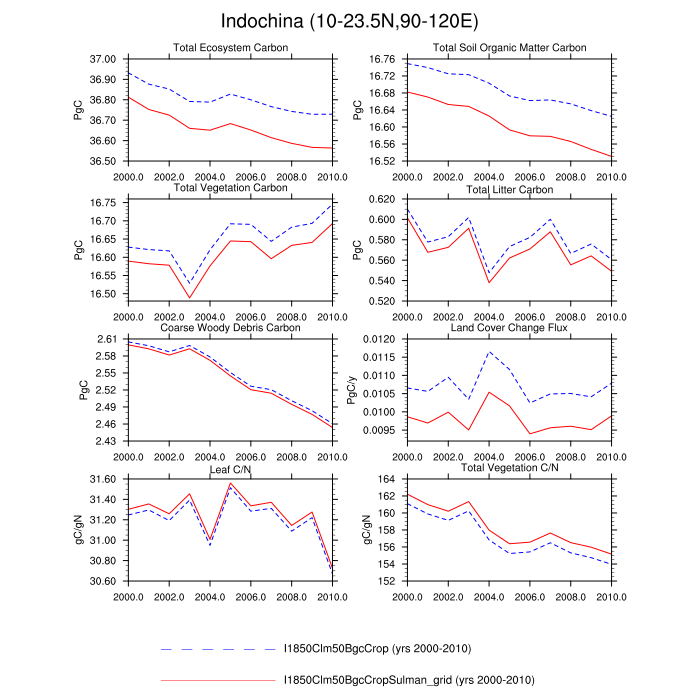 Indochina (10-23.5N,90-120E)
Total Ecosystem Carbon
PgC
37.00
36.90
36.80
36.70
36.60
36.50
2000.0 2002.0 2004.0 2006.0 2008.0 2010.0
Total Soil Organic Matter Carbon
PgC
16.76
16.72
16.68
16.64
16.60
16.56
16.52
2000.0 2002.0 2004.0 2006.0 2008.0 2010.0
Total Vegetation Carbon
PgC
16.75
16.70
16.65
16.60
16.55
16.50
2000.0 2002.0 2004.0 2006.0 2008.0 2010.0
Total Litter Carbon
PgC
0.620
0.600
0.580
0.560
0.540
0.520
2000.0 2002.0 2004.0 2006.0 2008.0 2010.0
Coarse Woody Debris Carbon
PgC
2.61
2.58
2.55
2.52
2.49
2.46
2.43
2000.0 2002.0 2004.0 2006.0 2008.0 2010.0
Land Cover Change Flux
PgC/y
0.0120
0.0115
0.0110
0.0105
0.0100
0.0095
2000.0 2002.0 2004.0 2006.0 2008.0 2010.0
Leaf C/N
gC/gN
31.60
31.40
31.20
31.00
30.80
30.60
2000.0 2002.0 2004.0 2006.0 2008.0 2010.0
Total Vegetation C/N
gC/gN
164
162
160
158
156
154
152
2000.0 2002.0 2004.0 2006.0 2008.0 2010.0
I1850Clm50BgcCrop (yrs 2000-2010)
I1850Clm50BgcCropSulman_grid (yrs 2000-2010)